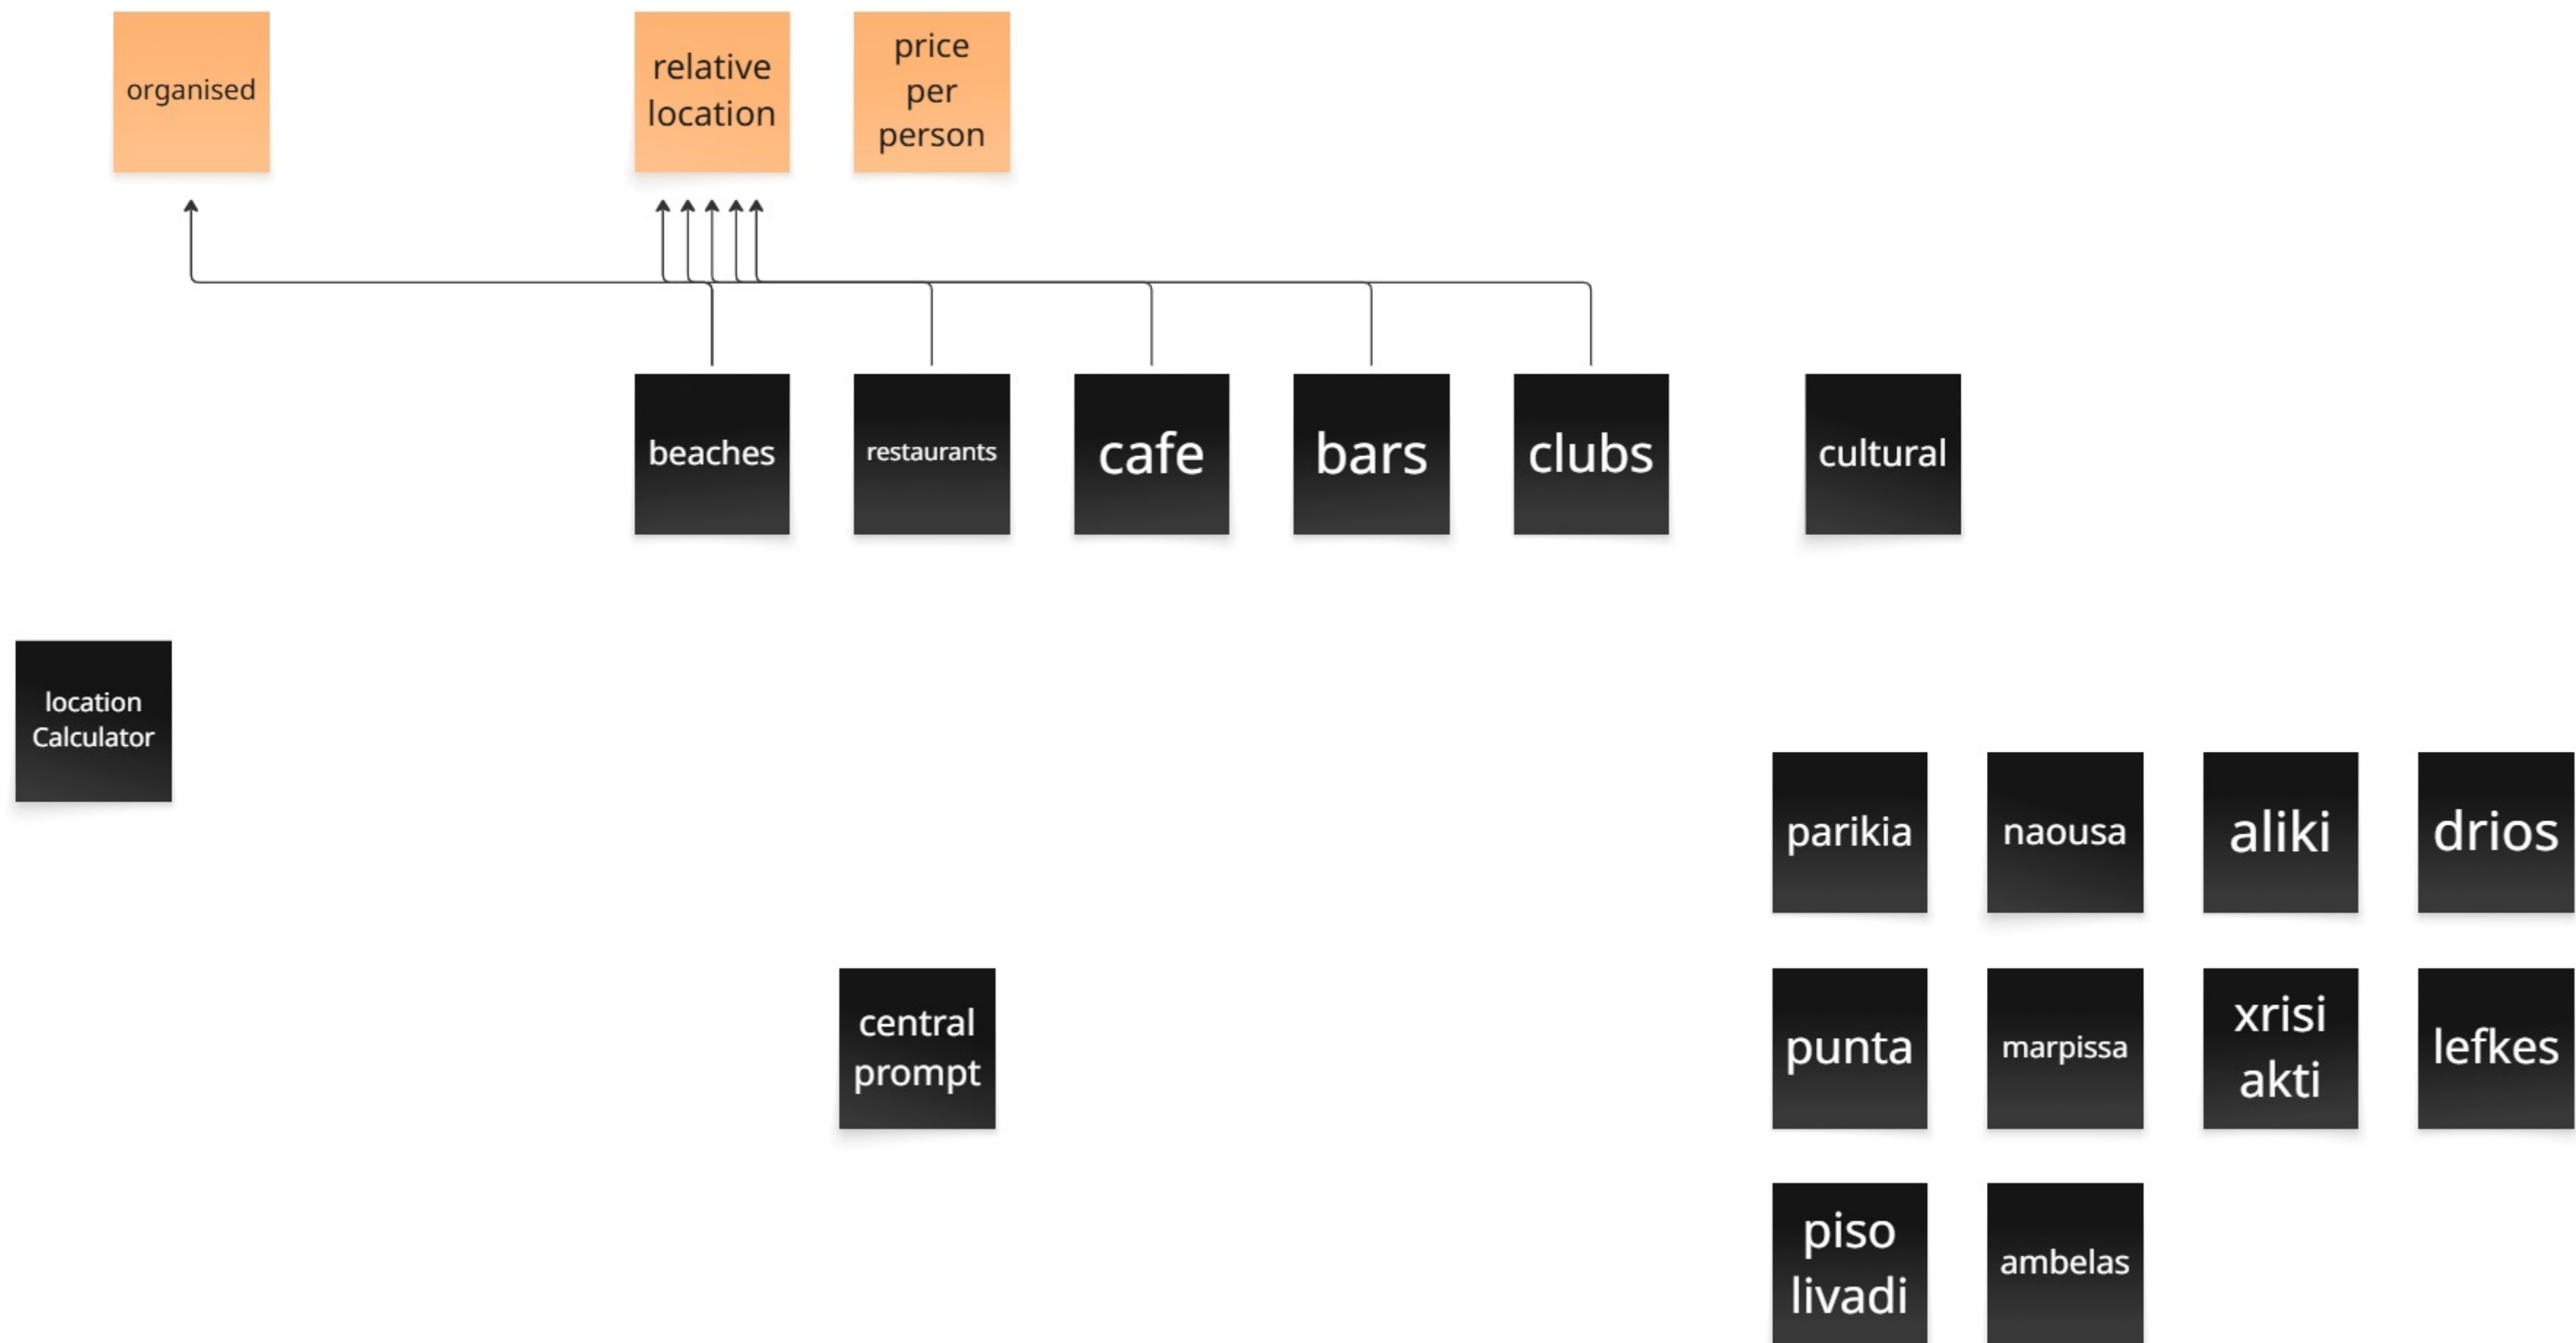 organised
relative
location
price
per
person
beaches
restaurants
cafe
bars
clubs
cultural
location
Calculator
parikia
naousa
aliki
drios
central
prompt
punta
marpissa
xrisi
akti
lefkes
piso
livadi
ambelas